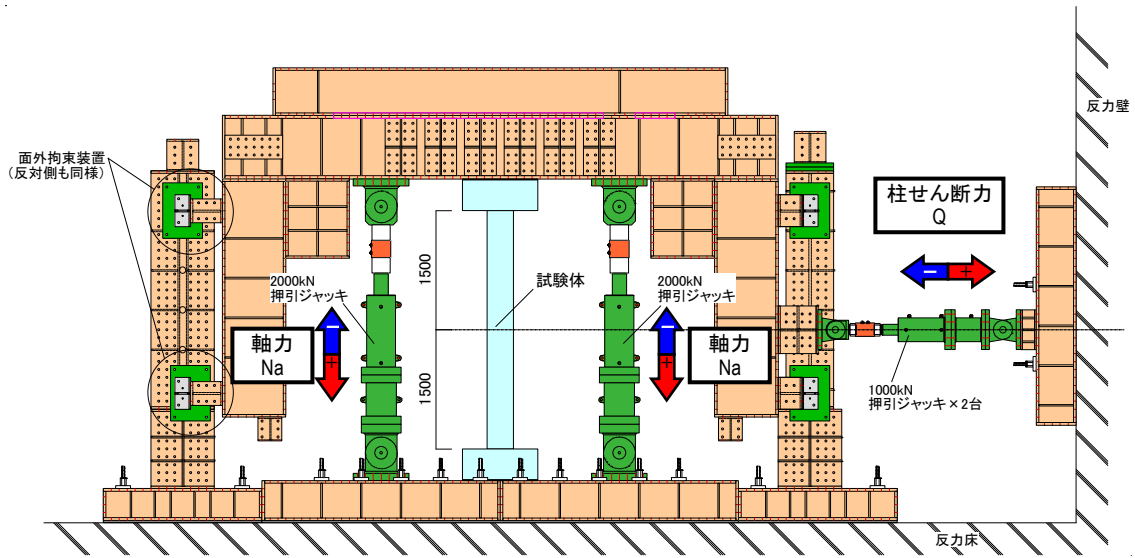 反力壁
面外拘束装置
(反対側も同様)
柱せん断力
Q
－
＋
2000kN
押引ジャッキ
1500
試験体
2000kN
押引ジャッキ
軸力
Na
－
＋
－
＋
軸力
Na
1500
1000kN
押引ジャッキ×2台
反力床